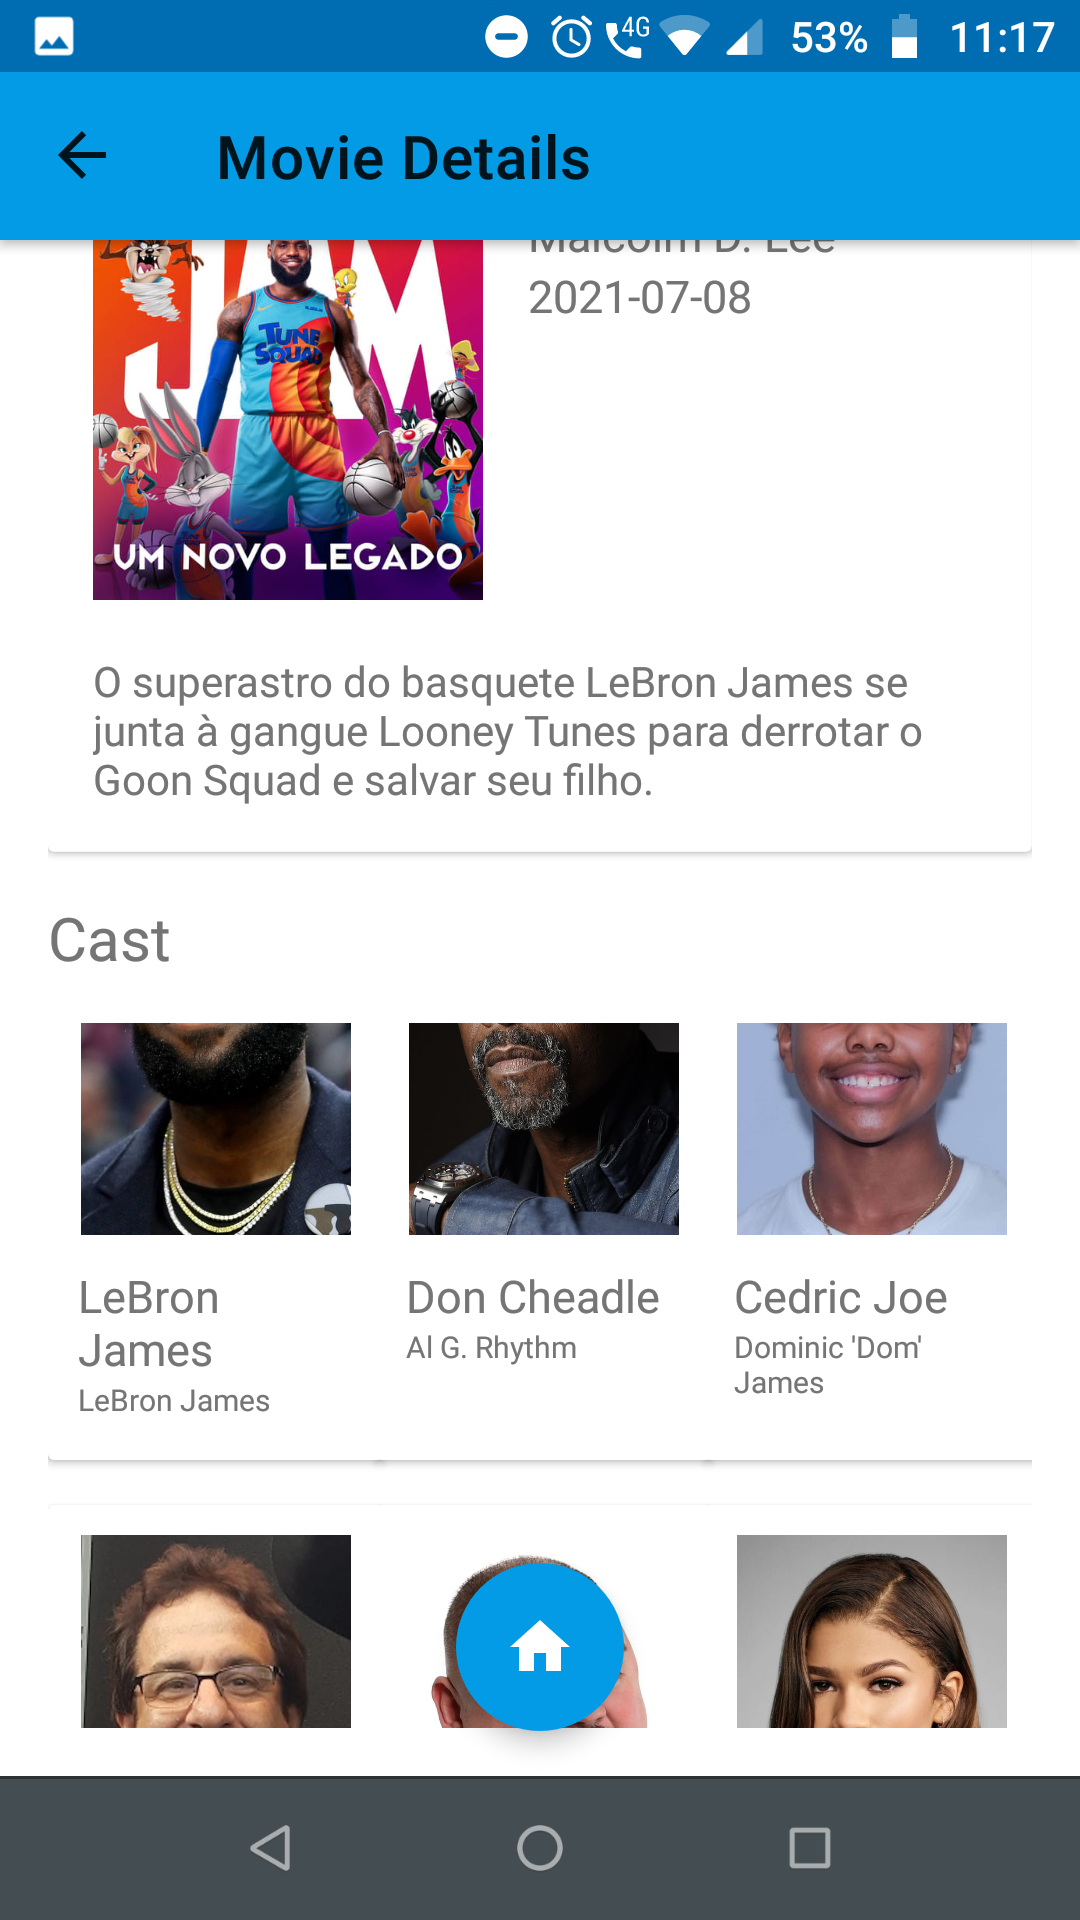 4G
53%
11:17
Movie Details
Malcolm D. Lee
2021-07-08
JAM
TUNE
SQUAD
UM NOVO LEGADO
O superastro do basquete LeBron James se
junta à gangue Looney Tunes para derrotar o
Goon Squad e salvar seu filho.
Cast
LeBron
James
LeBron James
Don Cheadle
Al G. Rhythm
Cedric Joe
Dominic 'Dom'
James